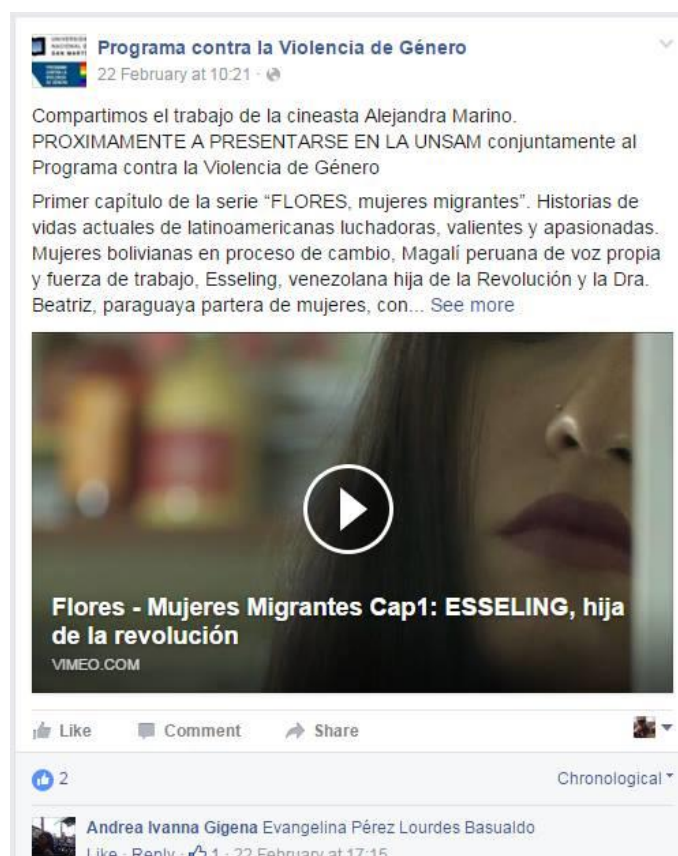 UNIVERSIDAD
NACIONAL D
SAN MARTÍ
Programa contra la Violencia de Género
22 February at 10:21 ·
Compartimos el trabajo de la cineasta Alejandra Marino.
PROXIMAMENTE A PRESENTARSE EN LA UNSAM conjuntamente al
Programa contra la Violencia de Género
Primer capítulo de la serie “FLORES, mujeres migrantes”. Historias de
vidas actuales de latinoamericanas luchadoras, valientes y apasionadas.
Mujeres bolivianas en proceso de cambio, Magalí peruana de voz propia
y fuerza de trabajo, Esseling, venezolana hija de la Revolución y la Dra.
Beatriz, paraguaya partera de mujeres, con... See more
Flores - Mujeres Migrantes Cap1: ESSELING, hija
de la revolución
VIMEO.COM
Like Comment Share
2 Chronological
Andrea Ivanna Gigena Evangelina Pérez Lourdes Basualdo
Like · Reply · 1 · 22 February at 17:15